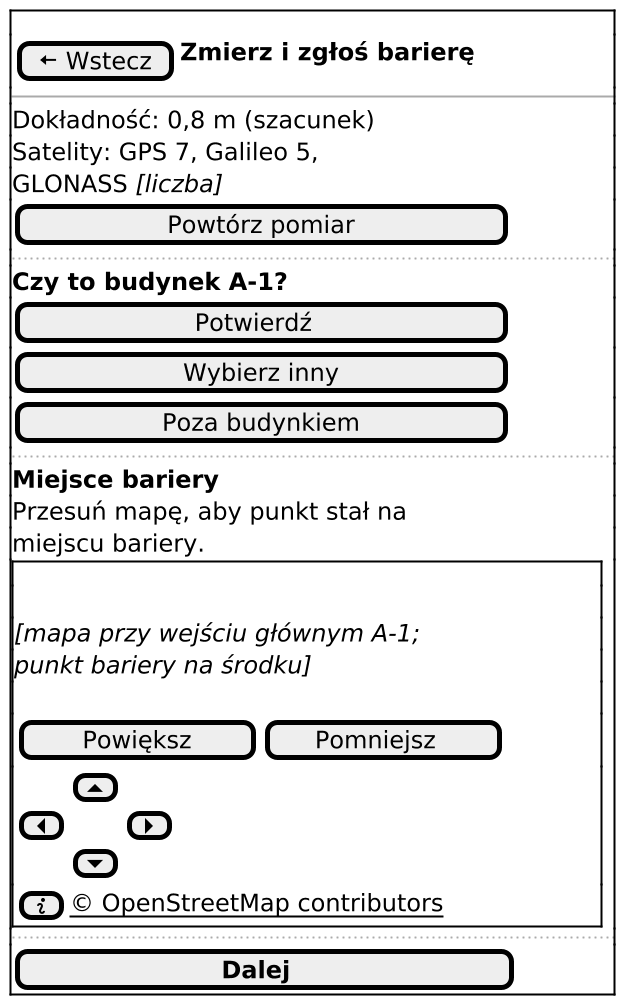 ← Wstecz Zmierz i zgłoś barierę
Dokładność: 0,8 m (szacunek)
Satelity: GPS 7, Galileo 5,
GLONASS [liczba]
Powtórz pomiar
Czy to budynek A-1?
Potwierdź
Wybierz inny
Poza budynkiem
Miejsce bariery
Przesuń mapę, aby punkt stał na
miejscu bariery.
[mapa przy wejściu głównym A-1;
punkt bariery na środku]
Powiększ Pomniejsz
i © OpenStreetMap contributors
Dalej